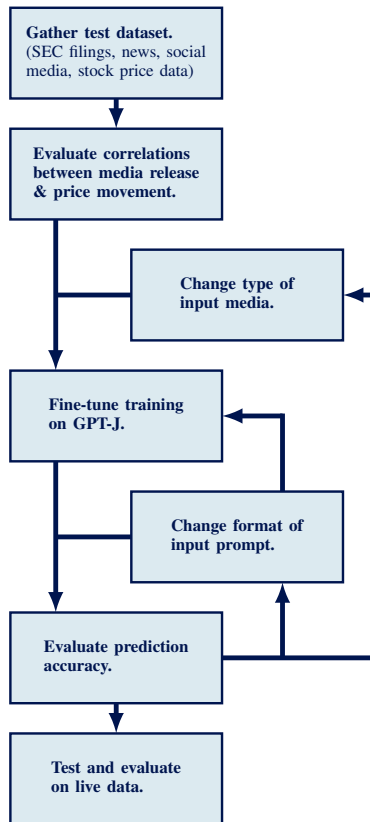 Gather test dataset.
(SEC filings, news, social
media, stock price data)
Evaluate correlations
between media release
& price movement.
Change type of
input media.
Fine-tune training
on GPT-J.
Change format of
input prompt.
Evaluate prediction
accuracy.
Test and evaluate
on live data.